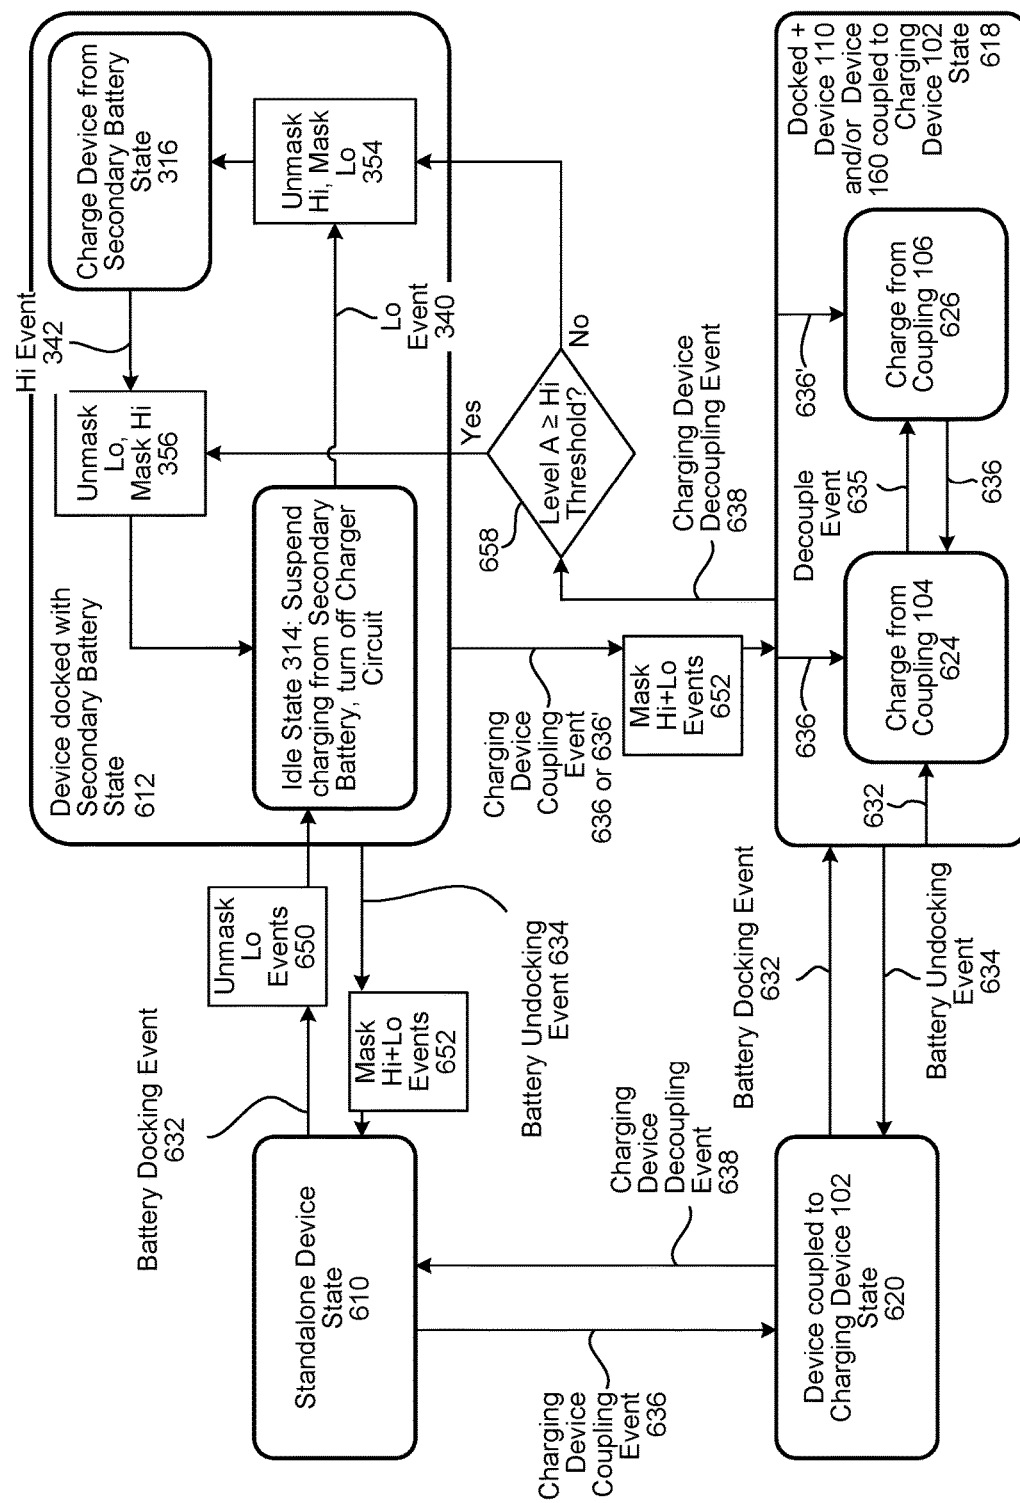 Device docked with
Secondary Battery
State
612
Hi Event
342
Charge Device from
Secondary Battery
State
316
Unmask
Lo,
Mask Hi
356
Unmask
Hi, Mask
Lo
354
Lo
Event
340
Idle State 314: Suspend
charging from Secondary
Battery, turn off Charger
Circuit
Battery Docking Event
632
Unmask
Lo
Events
650
Mask
Hi+Lo
Events
652
Battery Undocking
Event 634
Standalone Device
State
610
Yes
No
658
Level A ≥ Hi
Threshold?
Charging
Device
Coupling
Event
636 or 636'
Mask
Hi+Lo
Events
652
Charging Device
Decoupling Event
638
Charging
Device
Coupling
Event
636
Charging
Device
Decoupling
Event
638
Battery Docking Event
632
Battery Undocking
Event
634
Device coupled to
Charging Device 102
State
620
632
636
Decouple
Event
635
636'
636
Charge from
Coupling 104
624
Charge from
Coupling 106
626
Docked +
Device 110
and/or Device
160 coupled to
Charging
Device 102
State
618